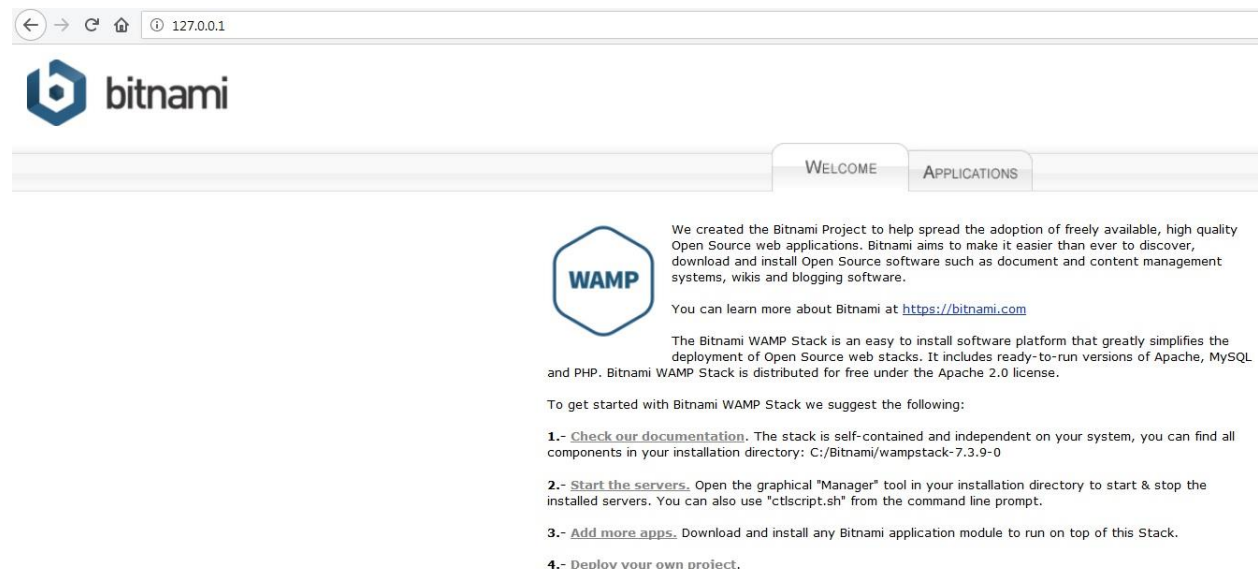 127.0.0.1
bitnami
WELCOME
APPLICATIONS
WAMP
We created the Bitnami Project to help spread the adoption of freely available, high quality
Open Source web applications. Bitnami aims to make it easier than ever to discover,
download and install Open Source software such as document and content management
systems, wikis and blogging software.
You can learn more about Bitnami at https://bitnami.com
The Bitnami WAMP Stack is an easy to install software platform that greatly simplifies the
deployment of Open Source web stacks. It includes ready-to-run versions of Apache, MySQL
and PHP. Bitnami WAMP Stack is distributed for free under the Apache 2.0 license.
To get started with Bitnami WAMP Stack we suggest the following:
1.- Check our documentation. The stack is self-contained and independent on your system, you can find all
components in your installation directory: C:/Bitnami/wampstack-7.3.9-0
2.- Start the servers. Open the graphical "Manager" tool in your installation directory to start & stop the
installed servers. You can also use "ctlscript.sh" from the command line prompt.
3.- Add more apps. Download and install any Bitnami application module to run on top of this Stack.
4.- Deploy your own project.